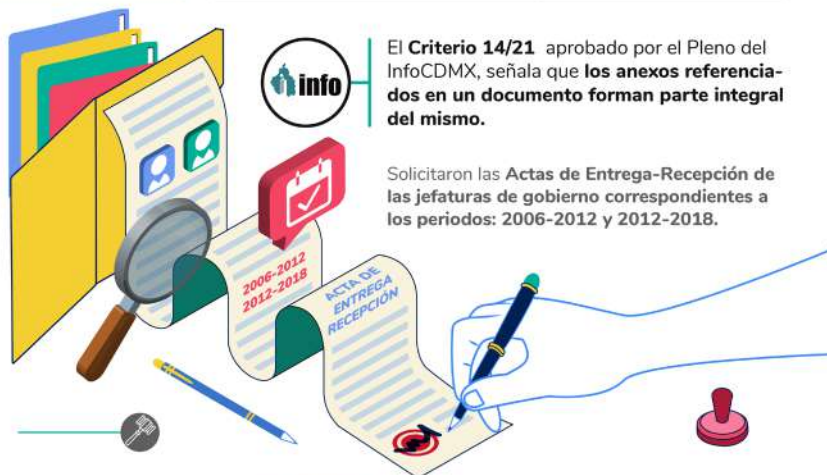 El Criterio 14/21 aprobado por el Pleno del
InfoCDMX, señala que los anexos referencia-
dos en un documento forman parte integral
del mismo.
info
Solicitaron las Actas de Entrega-Recepción de
las jefaturas de gobierno correspondientes a
los periodos: 2006-2012 y 2012-2018.
2006-2012
2012-2018
ACTA DE
ENTREGA
RECEPCIÓN